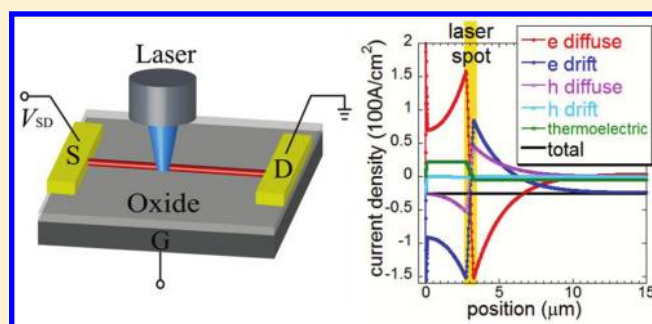 Laser
V_SD
S
D
Oxide
G
laser
spot
e diffuse
e drift
h diffuse
h drift
thermoelectric
total
current density (100A/cm²)
2
1.5
1
0.5
0
-0.5
-1
-1.5
0
5
10
15
position (μm)